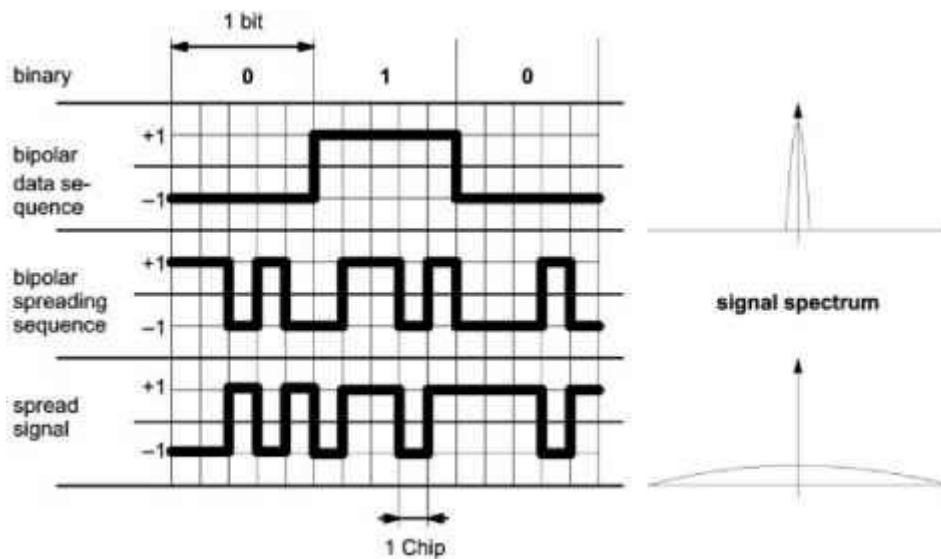 1 bit
binary 0 1 0
+1
bipolar
data se-
quence
–1
+1
bipolar
spreading
sequence
–1
signal spectrum
+1
spread
signal
–1
1 Chip